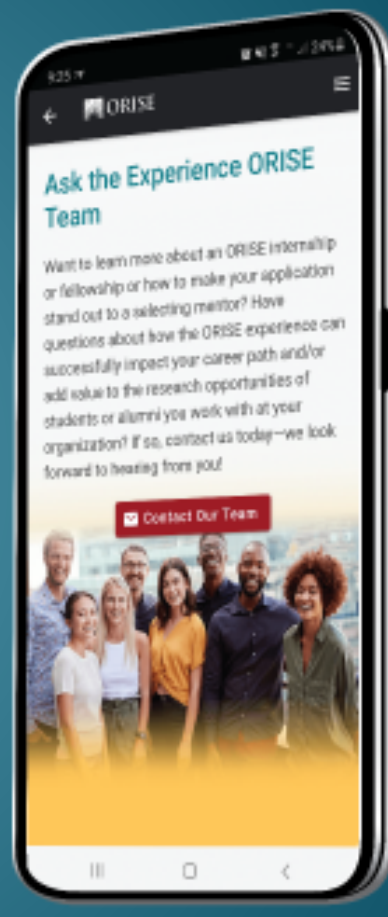 9:25
24%
ORISE
Ask the Experience ORISE
Team
Want to learn more about an ORISE internship
or fellowship or how to make your application
stand out to a selecting mentor? Have
questions about how the ORISE experience can
successfully impact your career path and/or
add value to the research opportunities of
students or alumni you work with at your
organization? If so, contact us today—we look
forward to hearing from you!
Contact Our Team